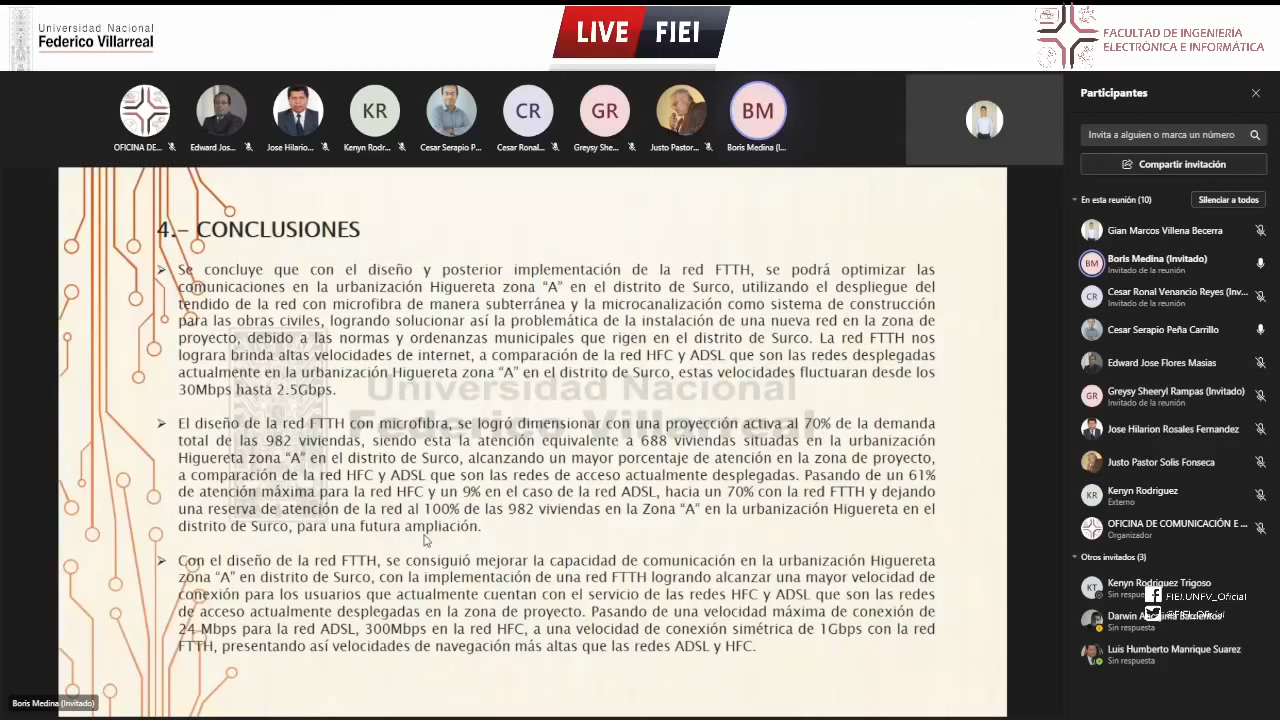 Universidad Nacional
Federico Villarreal
LIVE FIEI
FACULTAD DE INGENIERÍA
ELECTRÓNICA E INFORMÁTICA
KR
CR
GR
BM
OFICINA DE...
Edward Jos...
Jose Hilario...
Kenyn Rodr...
Cesar Serapio P...
Cesar Ronal...
Greysy She...
Justo Pastor...
Boris Medina (I...
4.- CONCLUSIONES
➢ Se concluye que con el diseño y posterior implementación de la red FTTH, se podrá optimizar las
comunicaciones en la urbanización Higuereta zona “A” en el distrito de Surco, utilizando el despliegue del
tendido de la red con microfibra de manera subterránea y la microcanalización como sistema de construcción
para las obras civiles, logrando solucionar así la problemática de la instalación de una nueva red en la zona de
proyecto, debido a las normas y ordenanzas municipales que rigen en el distrito de Surco. La red FTTH nos
lograra brinda altas velocidades de internet, a comparación de la red HFC y ADSL que son las redes desplegadas
actualmente en la urbanización Higuereta zona “A” en el distrito de Surco, estas velocidades fluctuaran desde los
30Mbps hasta 2.5Gbps.
➢ El diseño de la red FTTH con microfibra, se logró dimensionar con una proyección activa al 70% de la demanda
total de las 982 viviendas, siendo esta la atención equivalente a 688 viviendas situadas en la urbanización
Higuereta zona “A” en el distrito de Surco, alcanzando un mayor porcentaje de atención en la zona de proyecto,
a comparación de la red HFC y ADSL que son las redes de acceso actualmente desplegadas. Pasando de un 61%
de atención máxima para la red HFC y un 9% en el caso de la red ADSL, hacia un 70% con la red FTTH y dejando
una reserva de atención de la red al 100% de las 982 viviendas en la Zona “A” en la urbanización Higuereta en el
distrito de Surco, para una futura ampliación.
➢ Con el diseño de la red FTTH, se consiguió mejorar la capacidad de comunicación en la urbanización Higuereta
zona “A” en distrito de Surco, con la implementación de una red FTTH logrando alcanzar una mayor velocidad de
conexión para los usuarios que actualmente cuentan con el servicio de las redes HFC y ADSL que son las redes
de acceso actualmente desplegadas en la zona de proyecto. Pasando de una velocidad máxima de conexión de
24 Mbps para la red ADSL, 300Mbps en la red HFC, a una velocidad de conexión simétrica de 1Gbps con la red
FTTH, presentando así velocidades de navegación más altas que las redes ADSL y HFC.
Universidad Nacional
Federico Villarreal
Boris Medina (Invitado)
Participantes
Invita a alguien o marca un número
Compartir invitación
En esta reunión (10)
Silenciar a todos
Gian Marcos Villena Becerra
BM
Boris Medina (Invitado)
Invitado de la reunión
CR
Cesar Ronal Venancio Reyes (Inv...
Invitado de la reunión
Cesar Serapio Peña Carrillo
Edward Jose Flores Masias
GR
Greysy Sheeryl Rampas (Invitado)
Invitado de la reunión
Jose Hilarion Rosales Fernandez
Justo Pastor Solis Fonseca
KR
Kenyn Rodriguez
Externo
OFICINA DE COMUNICACIÓN E ...
Organizador
Otros invitados (3)
KT
Kenyn Rodriguez Trigoso
Sin
FIEI.UNFV_Oficial
Darwin
Sin respuesta
Luis Humberto Manrique Suarez
Sin respuesta